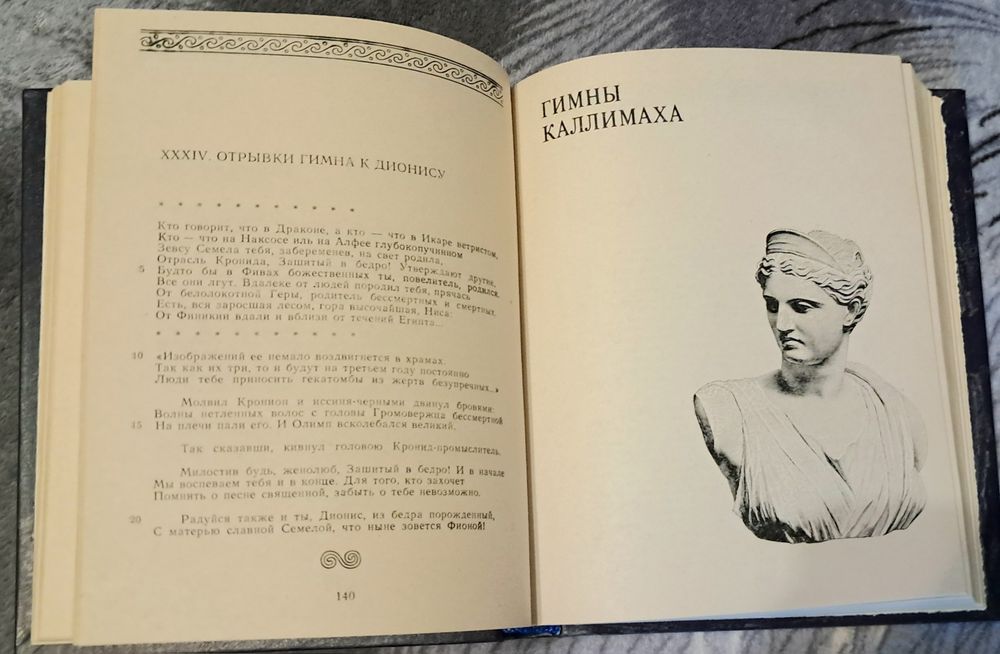 XXXIV. ОТРЫВКИ ГИМНА К ДИОНИСУ
* * * * * * * * * * *
Кто говорит, что в Драконе, а кто — что в Икаре ветристом,
Кто — что на Наксосе иль на Алфее глубокопучинном
Зевсу Семела тебя, забеременев, на свет родила,
Отрасль Кронида, Зашитый в бедро! Утверждают другие,
5 Будто бы в Фивах божественных ты, повелитель, родился.
Все они лгут. Вдалеке от людей породил тебя, прячась
От белолокотной Геры, родитель бессмертных и смертных.
Есть, вся заросшая лесом, гора высочайшая, Ниса:
От Финикии вдали и вблизи от течений Египта...
* * * * * * * * * * *
10 «Изображений ее немало воздвигнется в храмах.
Так как их три, то и будут на третьем году постоянно
Люди тебе приносить гекатомбы из жертв безупречных...»
Молвил Кронион и иссиня-черными двинул бровями:
Волны нетленных волос с головы Громовержца бессмертной
15 На плечи пали его. И Олимп всколебался великий.
Так сказавши, кивнул головою Кронид-промыслитель.
Милостив будь, женолюб, Зашитый в бедро! И в начале
Мы воспеваем тебя и в конце. Для того, кто захочет
Помнить о песне священной, забыть о тебе невозможно.
20 Радуйся также и ты, Дионис, из бедра порожденный,
С матерью славной Семелой, что ныне зовется Фионой!
140
ГИМНЫ
КАЛЛИМАХА